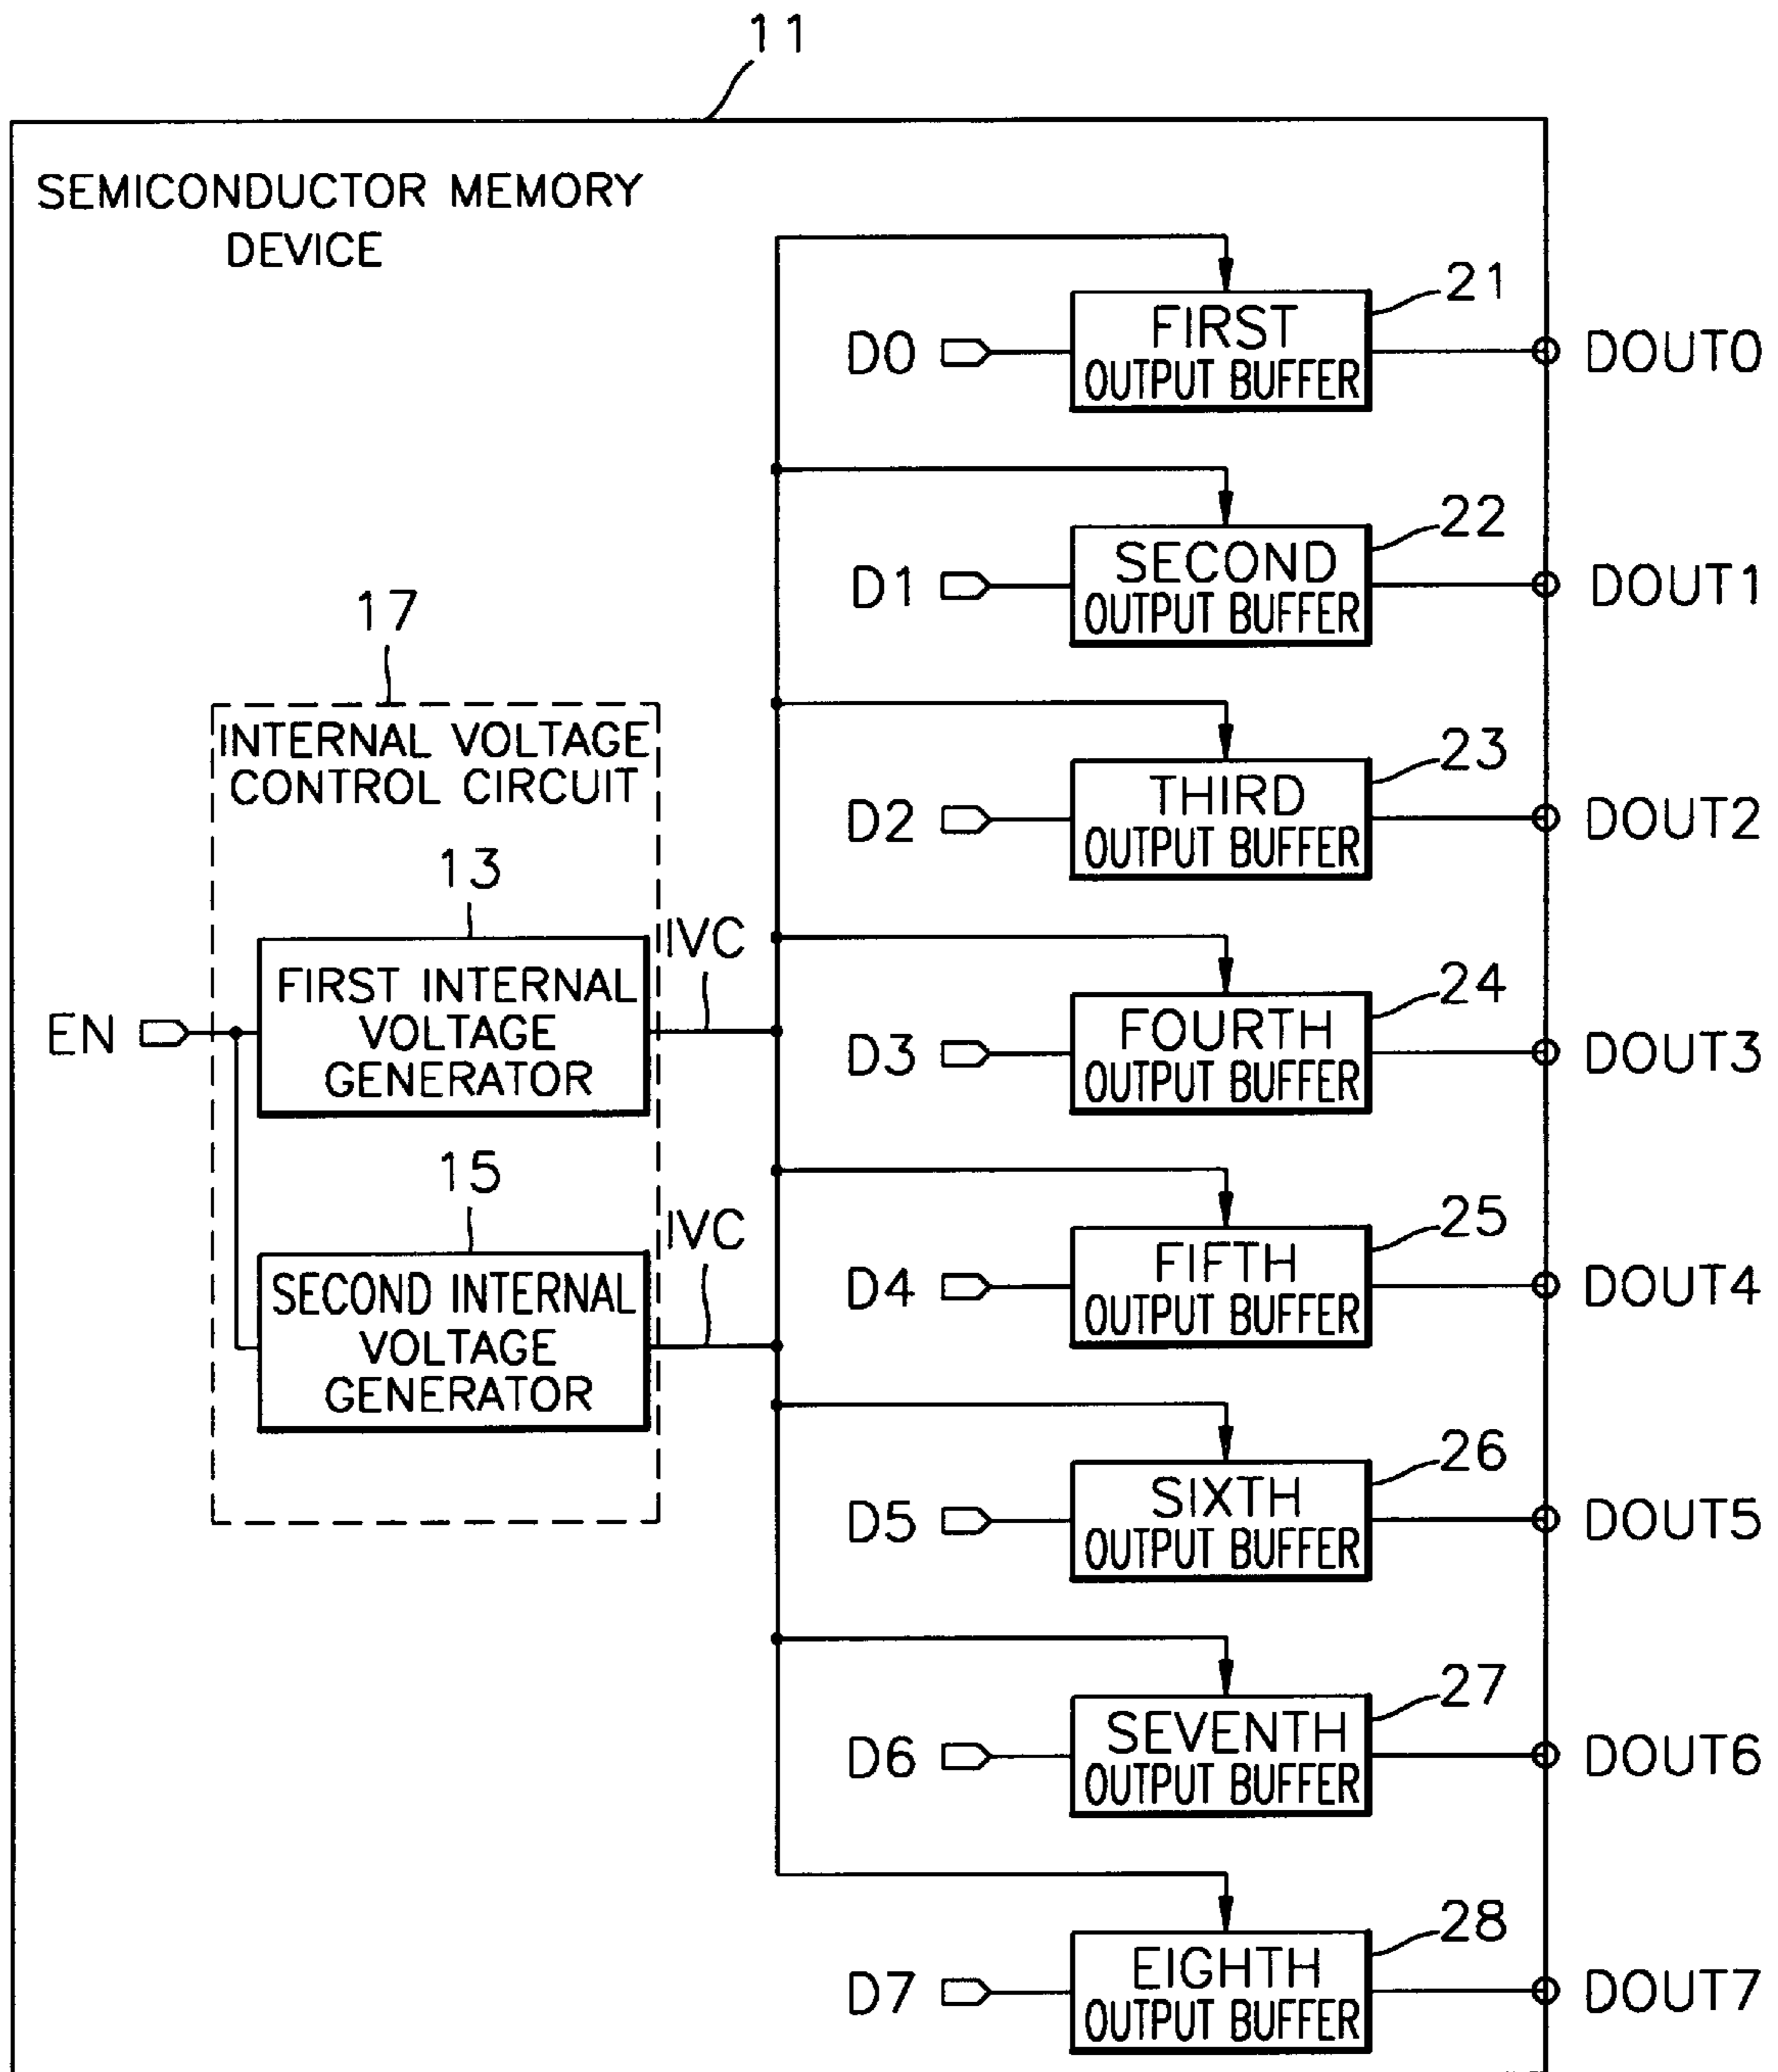 11
SEMICONDUCTOR MEMORY
DEVICE
21
D0
FIRST
OUTPUT BUFFER
DOUT0
22
D1
SECOND
OUTPUT BUFFER
DOUT1
17
INTERNAL VOLTAGE
CONTROL CIRCUIT
23
D2
THIRD
OUTPUT BUFFER
DOUT2
13
IVC
EN
FIRST INTERNAL
VOLTAGE
GENERATOR
24
D3
FOURTH
OUTPUT BUFFER
DOUT3
15
IVC
SECOND INTERNAL
VOLTAGE
GENERATOR
25
D4
FIFTH
OUTPUT BUFFER
DOUT4
26
D5
SIXTH
OUTPUT BUFFER
DOUT5
27
D6
SEVENTH
OUTPUT BUFFER
DOUT6
28
D7
EIGHTH
OUTPUT BUFFER
DOUT7